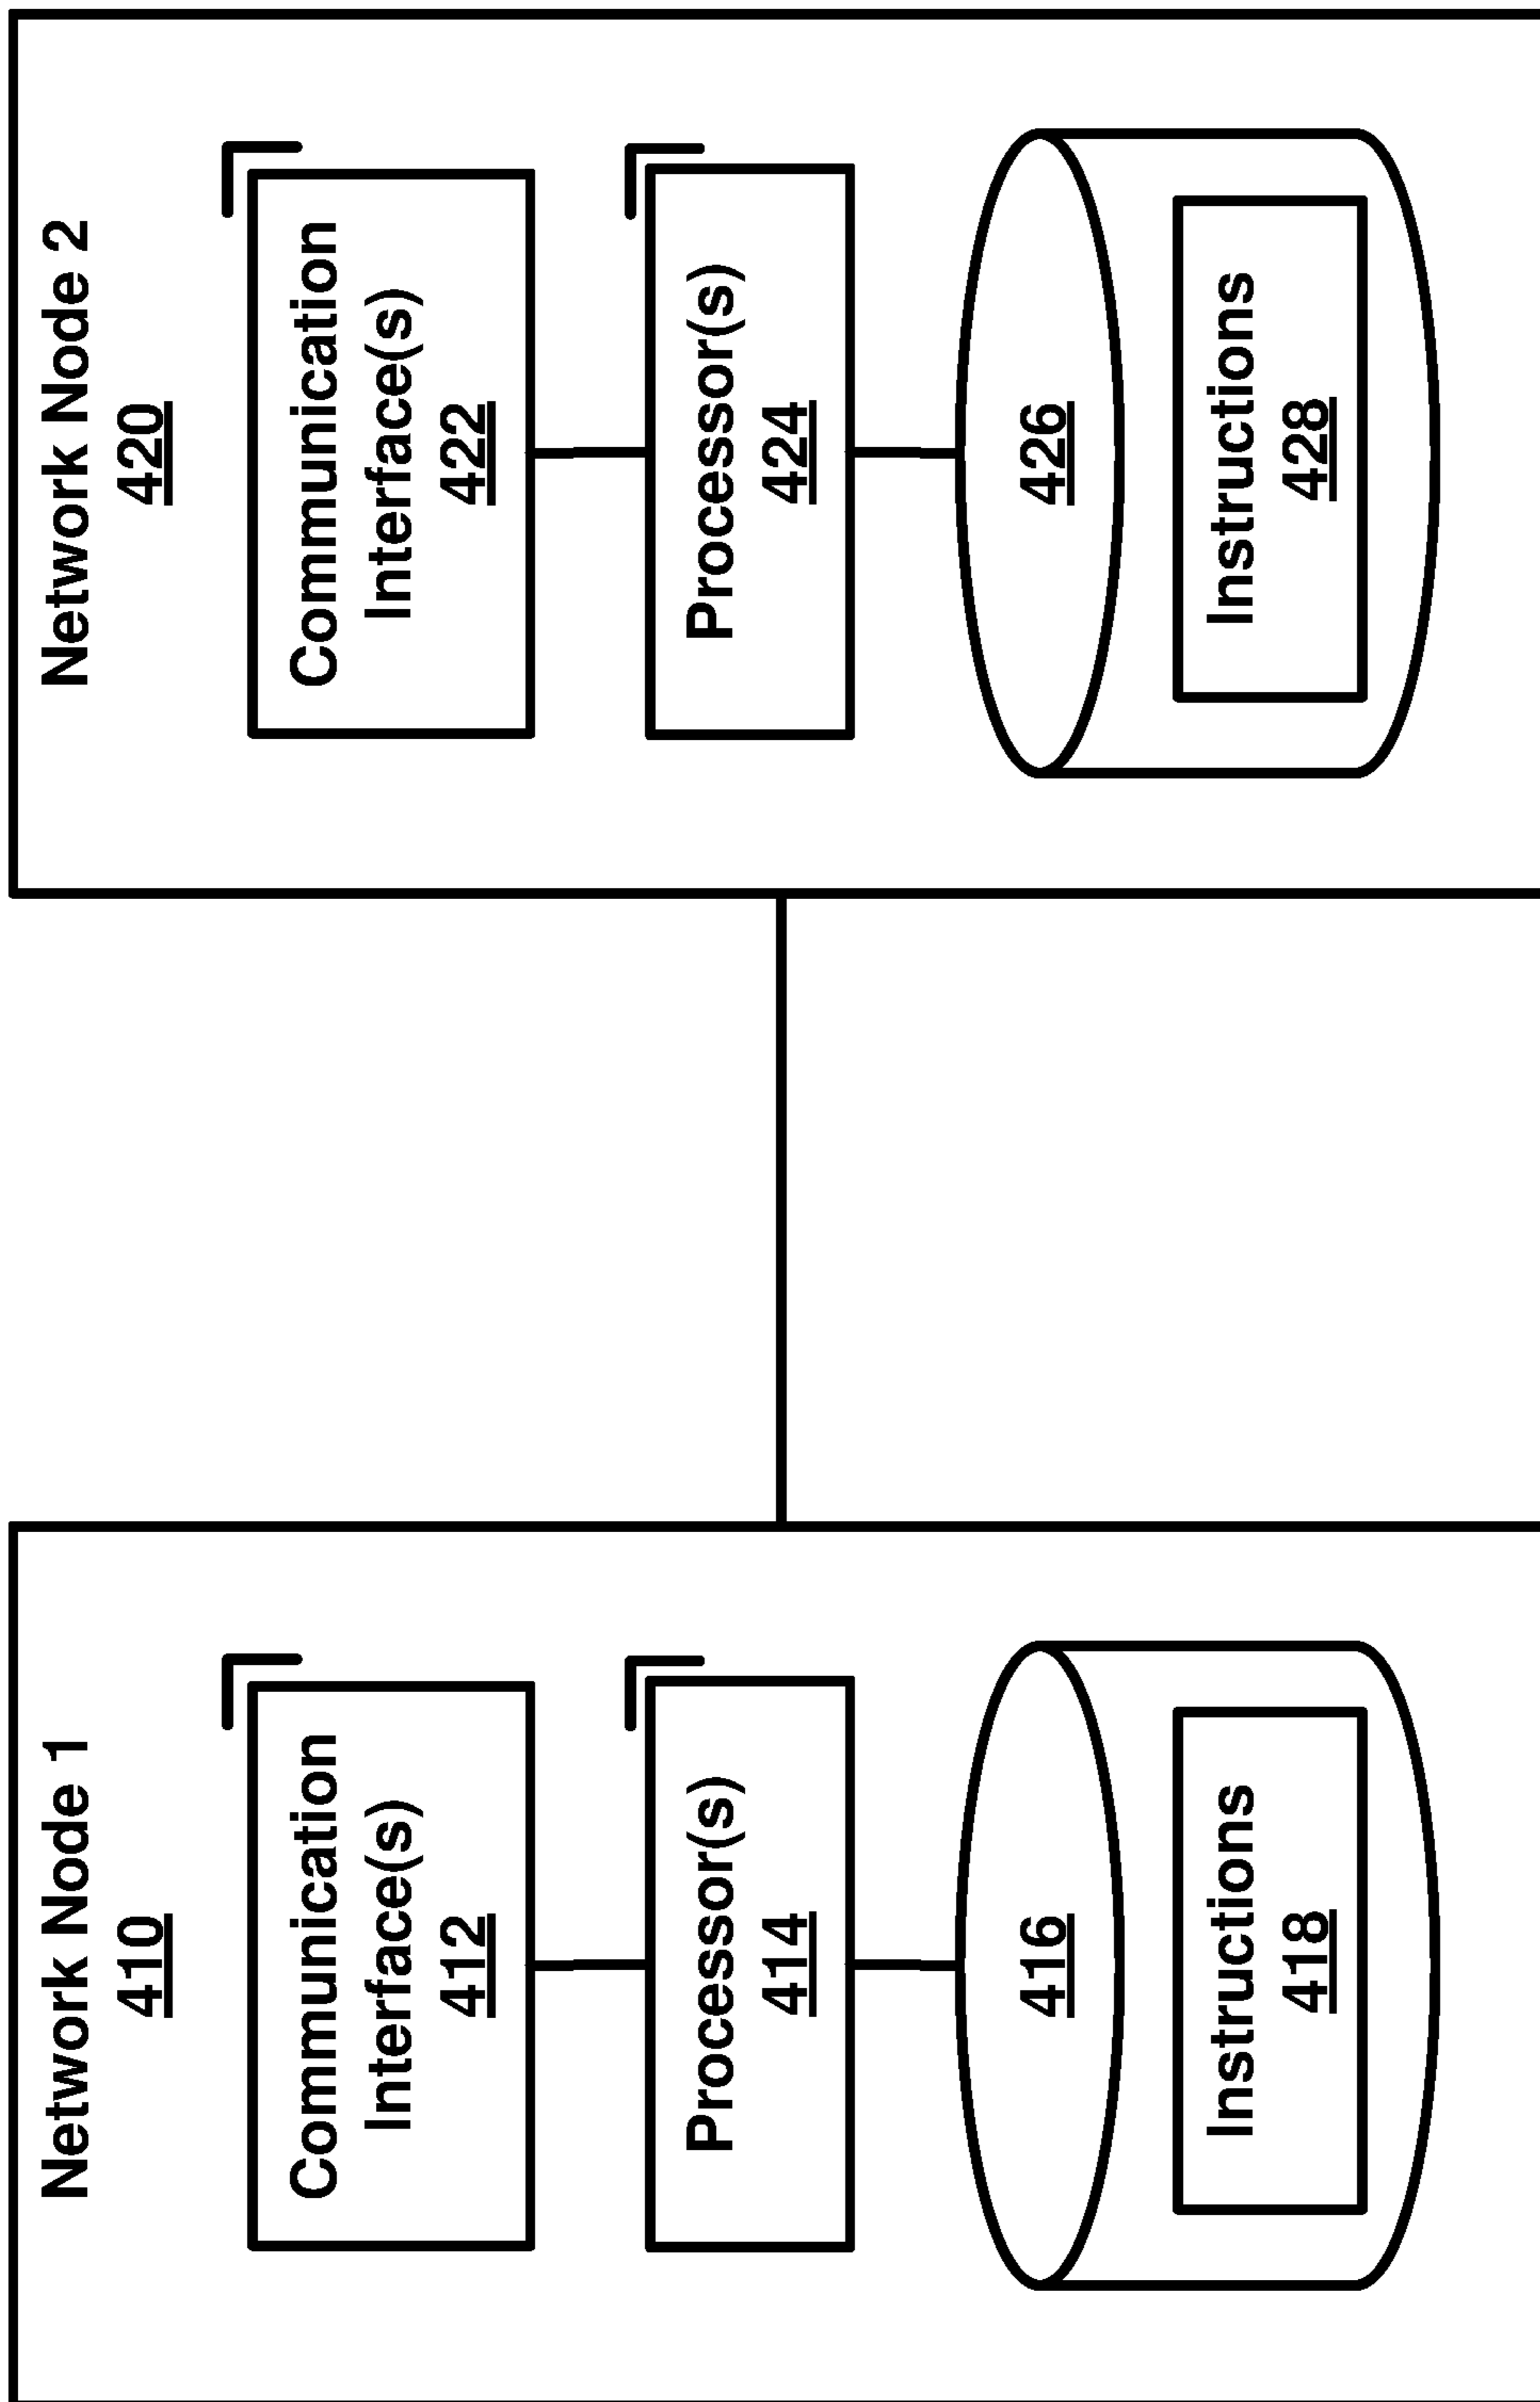 Network Node 1
410
Communication
Interface(s)
412
Processor(s)
414
416
Instructions
418
Network Node 2
420
Communication
Interface(s)
422
Processor(s)
424
426
Instructions
428